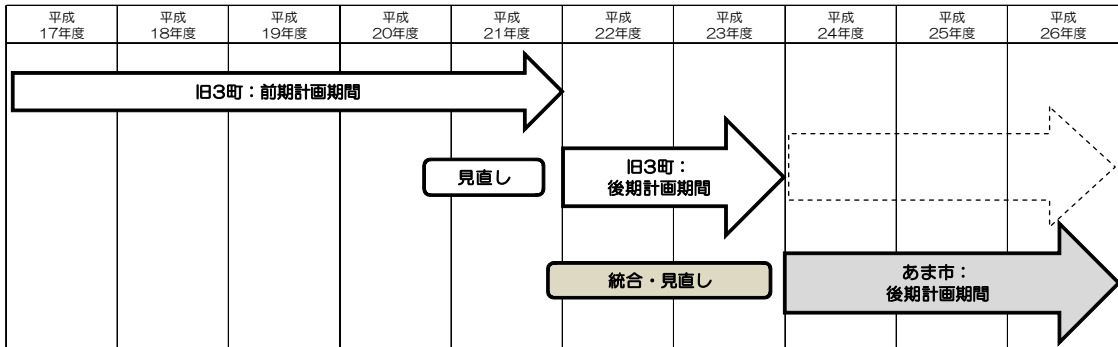 平成
17年度
平成
18年度
平成
19年度
平成
20年度
平成
21年度
平成
22年度
平成
23年度
平成
24年度
平成
25年度
平成
26年度
旧3町：前期計画期間
見直し
旧3町：
後期計画期間
統合・見直し
あま市：
後期計画期間